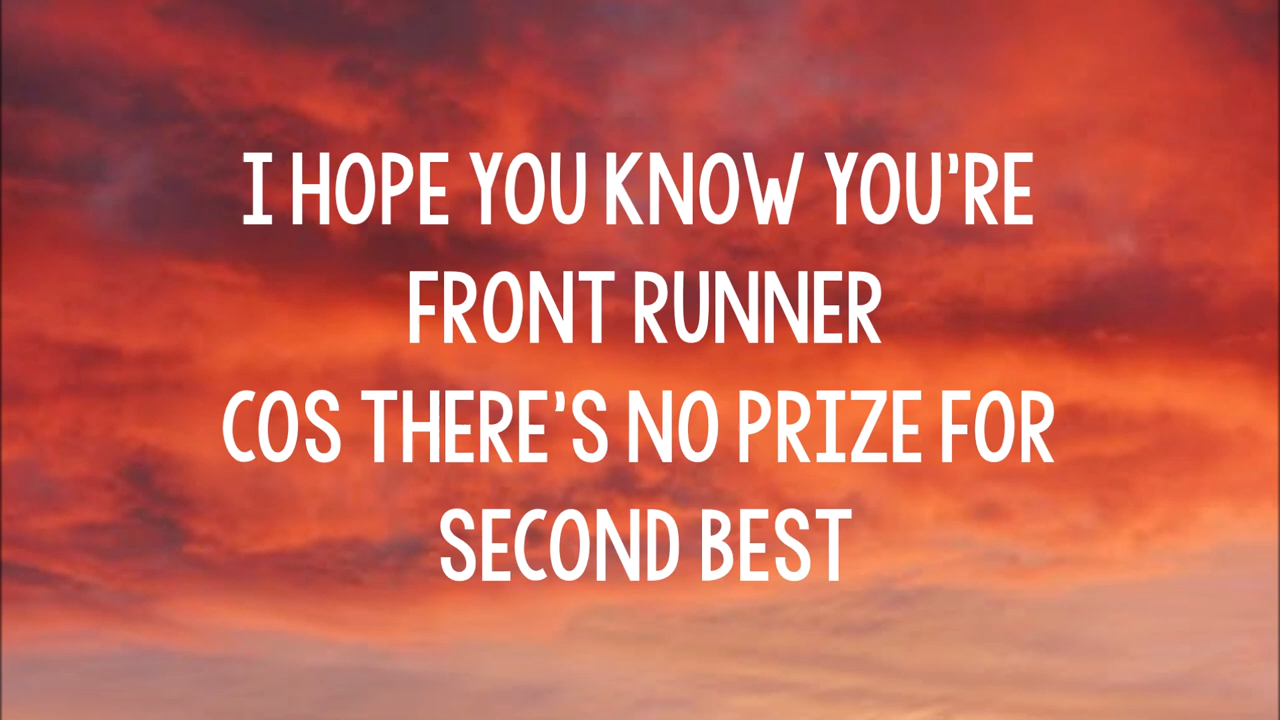 I HOPE YOU KNOW YOU'RE
FRONT RUNNER
COS THERE'S NO PRIZE FOR
SECOND BEST